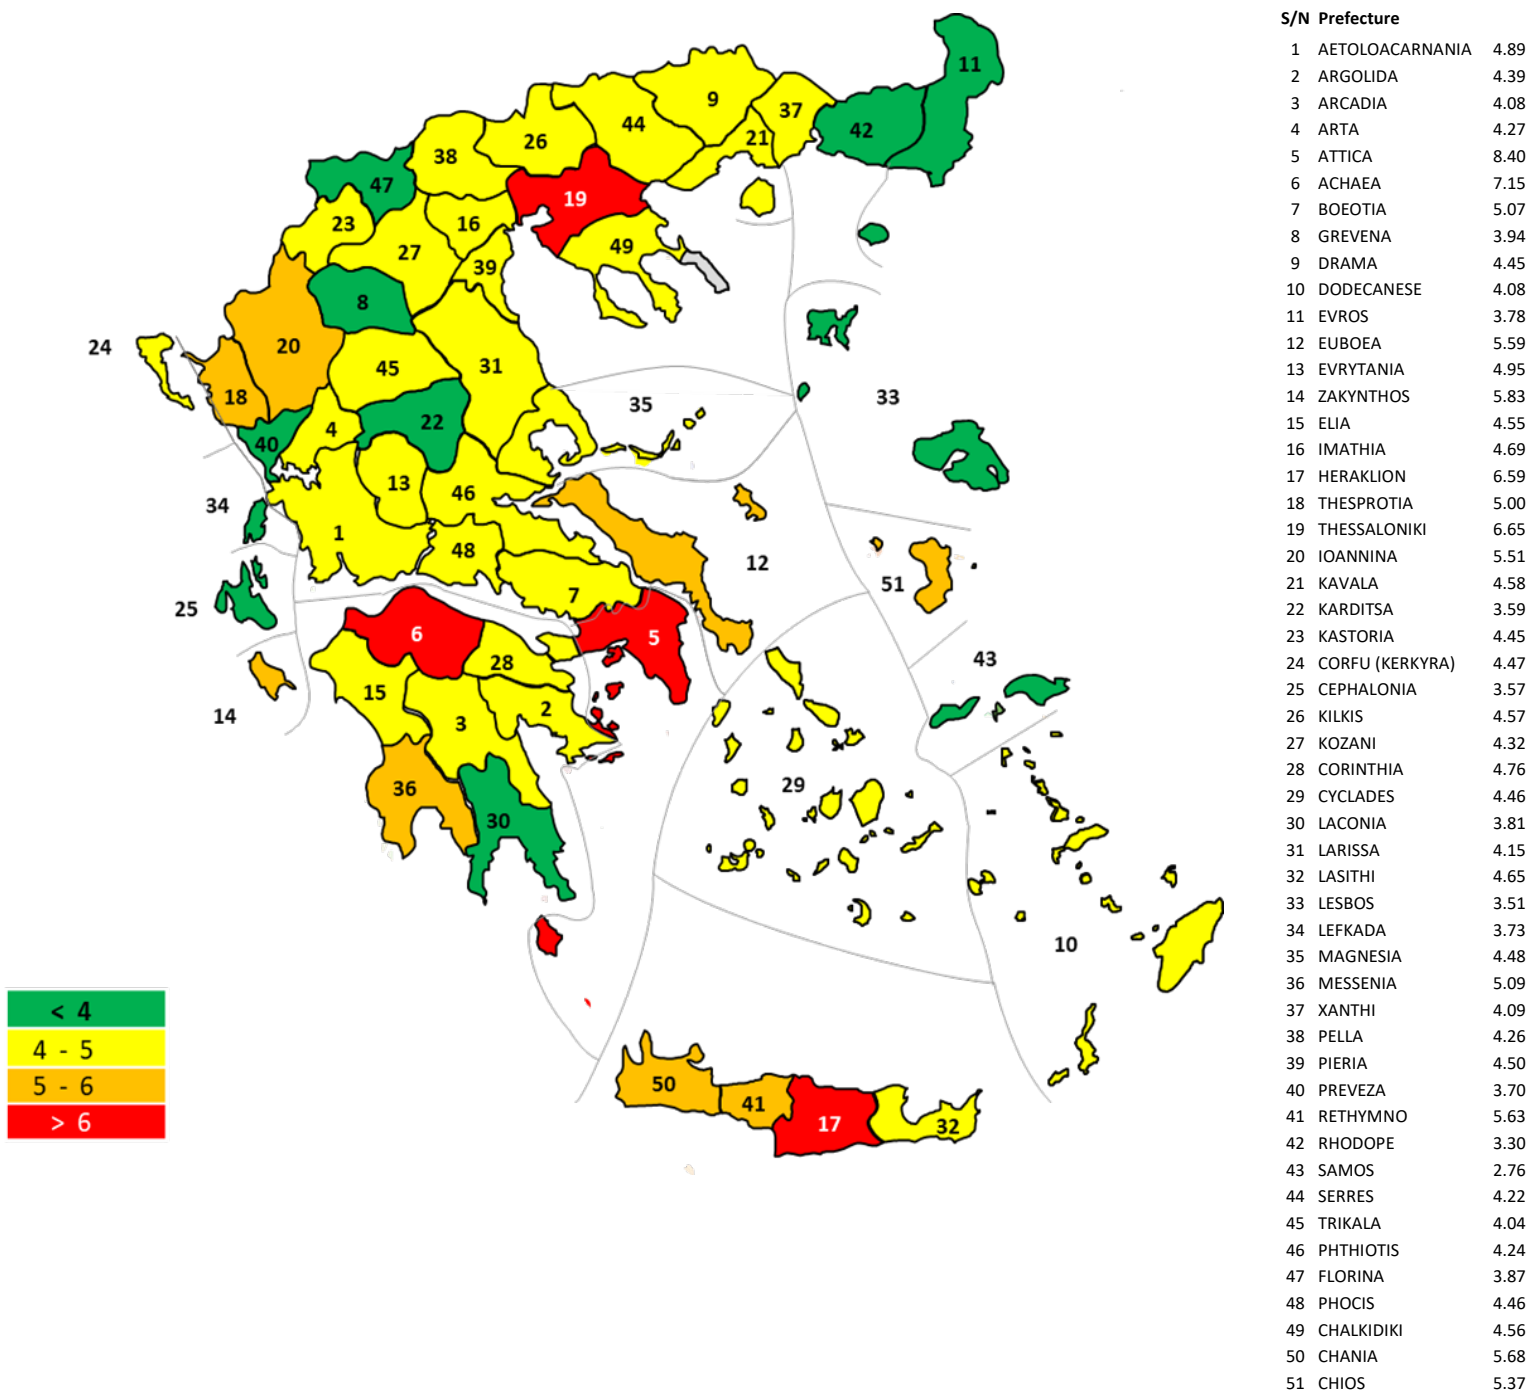 S/N Prefecture
1 AETOLOACARNANIA 4.89
2 ARGOLIDA 4.39
3 ARCADIA 4.08
4 ARTA 4.27
5 ATTICA 8.40
6 ACHAEA 7.15
7 BOEOTIA 5.07
8 GREVENA 3.94
9 DRAMA 4.45
10 DODECANESE 4.08
11 EVROS 3.78
12 EUBOEA 5.59
13 EVRYTANIA 4.95
14 ZAKYNTHOS 5.83
15 ELIA 4.55
16 IMATHIA 4.69
17 HERAKLION 6.59
18 THESPROTIA 5.00
19 THESSALONIKI 6.65
20 IOANNINA 5.51
21 KAVALA 4.58
22 KARDITSA 3.59
23 KASTORIA 4.45
24 CORFU (KERKYRA) 4.47
25 CEPHALONIA 3.57
26 KILKIS 4.57
27 KOZANI 4.32
28 CORINTHIA 4.76
29 CYCLADES 4.46
30 LACONIA 3.81
31 LARISSA 4.15
32 LASITHI 4.65
33 LESBOS 3.51
34 LEFKADA 3.73
35 MAGNESIA 4.48
36 MESSENIA 5.09
37 XANTHI 4.09
38 PELLA 4.26
39 PIERIA 4.50
40 PREVEZA 3.70
41 RETHYMNO 5.63
42 RHODOPE 3.30
43 SAMOS 2.76
44 SERRES 4.22
45 TRIKALA 4.04
46 PHTHIOTIS 4.24
47 FLORINA 3.87
48 PHOCIS 4.46
49 CHALKIDIKI 4.56
50 CHANIA 5.68
51 CHIOS 5.37
11
9
37
44
42
21
26
38
47
19
16
23
49
27
39
8
20
24
31
45
18
33
35
22
4
40
13
46
34
1
48
12
51
7
25
6
5
28
43
15
2
14
3
29
36
30
10
50
41
17
32
< 4
4 - 5
5 - 6
> 6